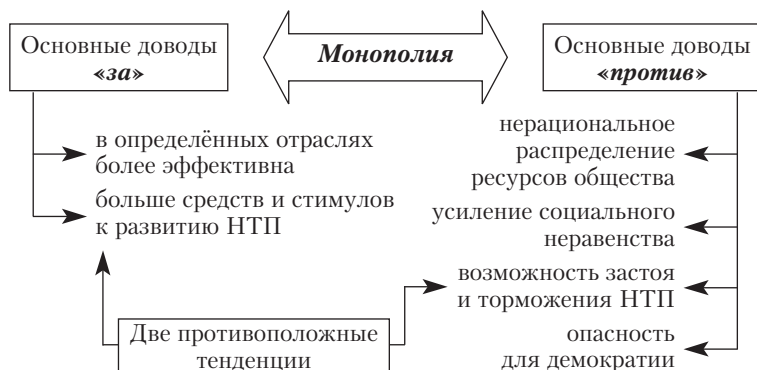 Основные доводы
«за»
Монополия
Основные доводы
«против»
в определённых отраслях
более эффективна
больше средств и стимулов
к развитию НТП
нерациональное
распределение
ресурсов общества
усиление социального
неравенства
возможность застоя
и торможения НТП
опасность
для демократии
Две противоположные
тенденции